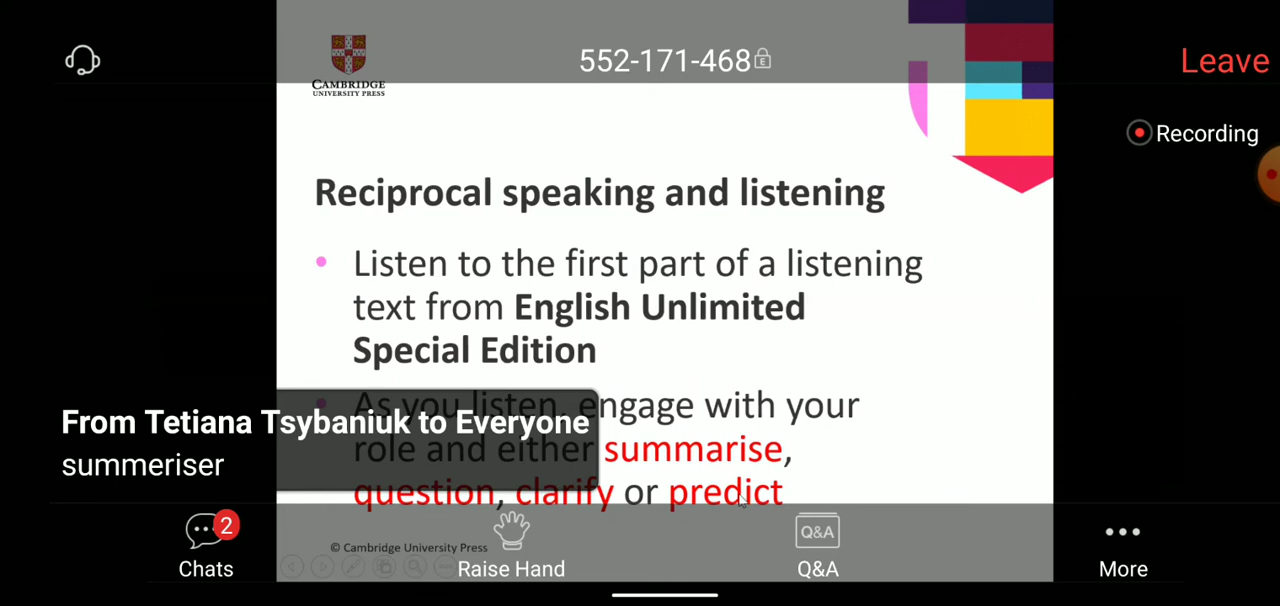 552-171-468
Leave
CAMBRIDGE
UNIVERSITY PRESS
Recording
Reciprocal speaking and listening
• Listen to the first part of a listening
text from English Unlimited
Special Edition
• As you listen, engage with your
role and either summarise,
question, clarify or predict
From Tetiana Tsybaniuk to Everyone
summeriser
© Cambridge University Press
2
Chats
Raise Hand
Q&A
Q&A
More